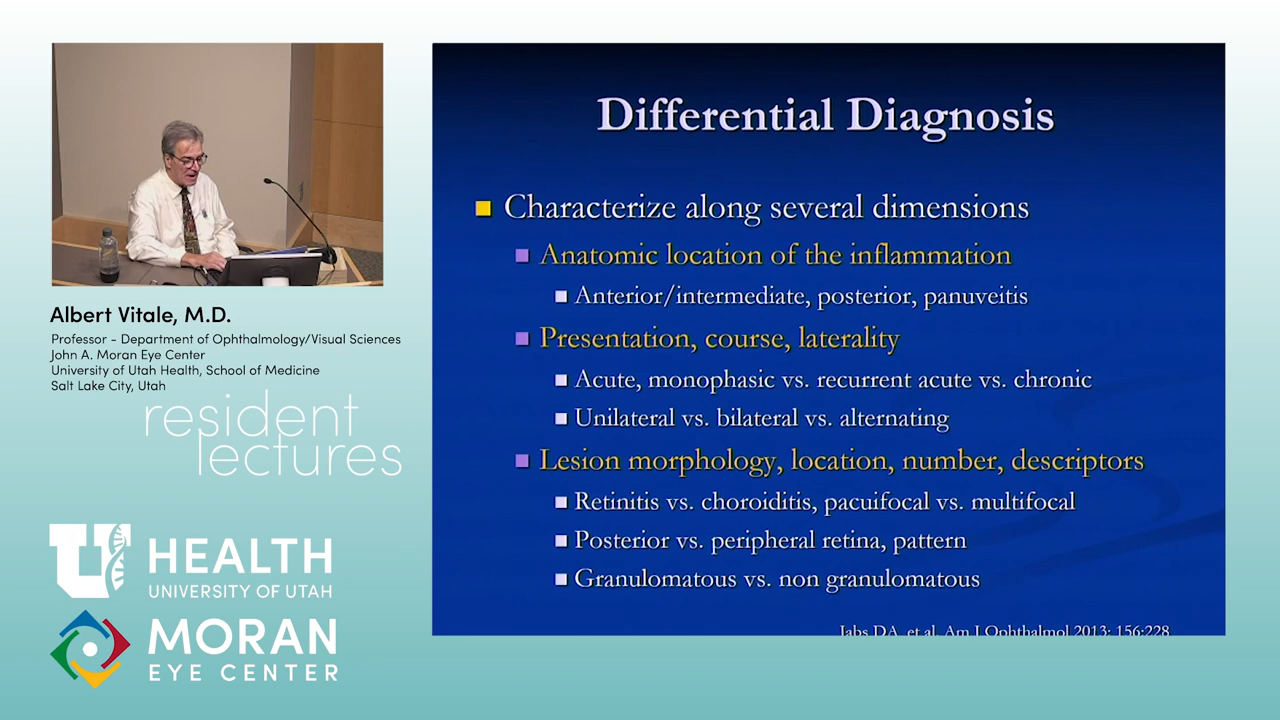 Albert Vitale, M.D.
Professor - Department of Ophthalmology/Visual Sciences
John A. Moran Eye Center
University of Utah Health, School of Medicine
Salt Lake City, Utah
resident
lectures
U HEALTH
UNIVERSITY OF UTAH
MORAN
EYE CENTER
Differential Diagnosis
Characterize along several dimensions
Anatomic location of the inflammation
Anterior/intermediate, posterior, panuveitis
Presentation, course, laterality
Acute, monophasic vs. recurrent acute vs. chronic
Unilateral vs. bilateral vs. alternating
Lesion morphology, location, number, descriptors
Retinitis vs. choroiditis, pacuifocal vs. multifocal
Posterior vs. peripheral retina, pattern
Granulomatous vs. non granulomatous
Jabs DA, et al. Am J Ophthalmol 2013; 156:228